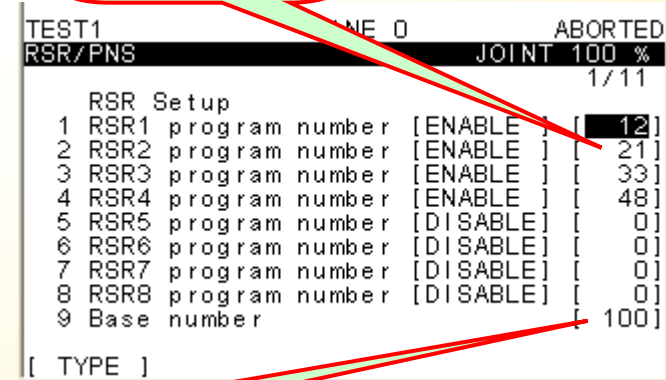 TEST1 LINE 0 ABORTED
RSR/PNS JOINT 100 %
1/11
RSR Setup
1 RSR1 program number [ENABLE ] [ 12]
2 RSR2 program number [ENABLE ] [ 21]
3 RSR3 program number [ENABLE ] [ 33]
4 RSR4 program number [ENABLE ] [ 48]
5 RSR5 program number [DISABLE] [ 0]
6 RSR6 program number [DISABLE] [ 0]
7 RSR7 program number [DISABLE] [ 0]
8 RSR8 program number [DISABLE] [ 0]
9 Base number [ 100]
[ TYPE ]